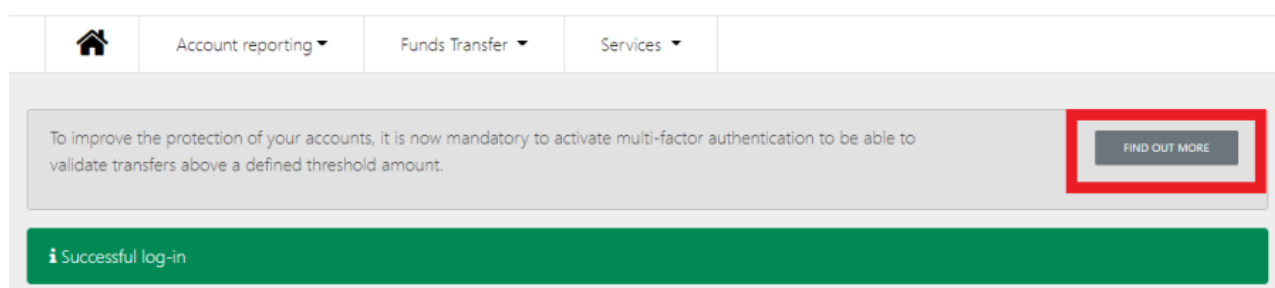 Account reporting
Funds Transfer
Services
To improve the protection of your accounts, it is now mandatory to activate multi-factor authentication to be able to
validate transfers above a defined threshold amount.
FIND OUT MORE
Successful log-in